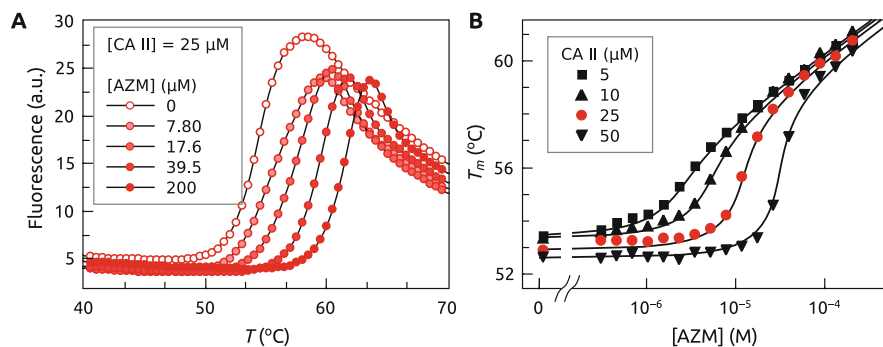 A
[CA II] = 25 μM
[AZM] (μM)
0
7.80
17.6
39.5
200
Fluorescence (a.u.)
30
25
20
15
10
5
40
50
60
70
T (°C)
B
CA II (μM)
5
10
25
50
Tm (°C)
60
56
52
0
10⁻⁶
10⁻⁵
10⁻⁴
[AZM] (M)